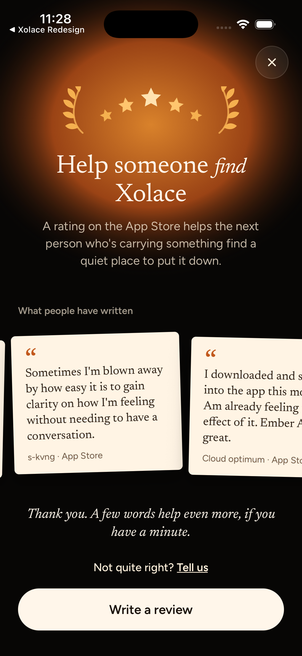 11:28
◀ Xolace Redesign
Help someone find
Xolace
A rating on the App Store helps the next
person who's carrying something find a
quiet place to put it down.
What people have written
“
Sometimes I'm blown away
by how easy it is to gain
clarity on how I'm feeling
without needing to have a
conversation.
s-kvng · App Store
“
I downloaded and s
into the app this mo
Am already feeling
effect of it. Ember A
great.
Cloud optimum · App Sto
Thank you. A few words help even more, if you
have a minute.
Not quite right? Tell us
Write a review